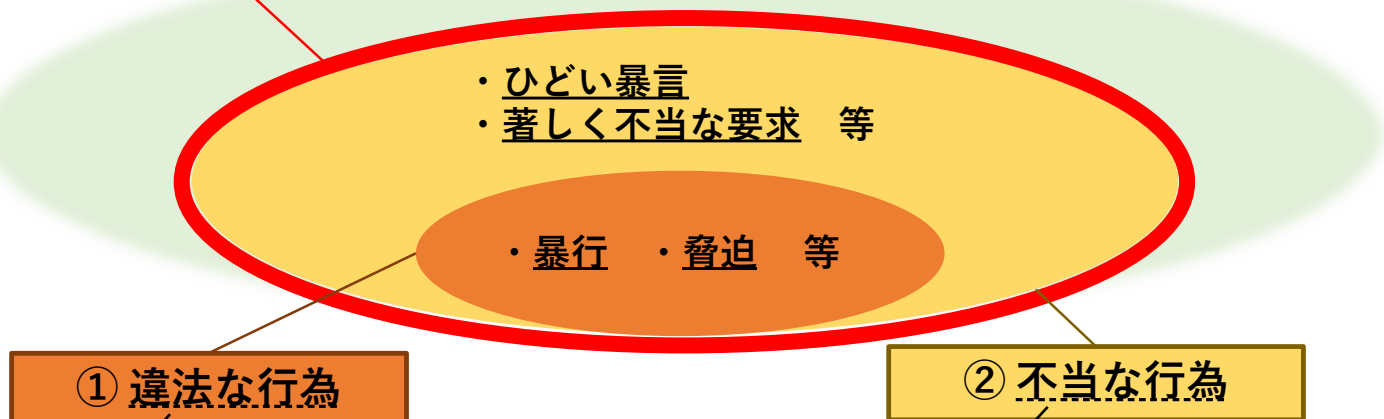 ・ひどい暴言
・著しく不当な要求　等
・暴行　・脅迫　等
① 違法な行為
② 不当な行為